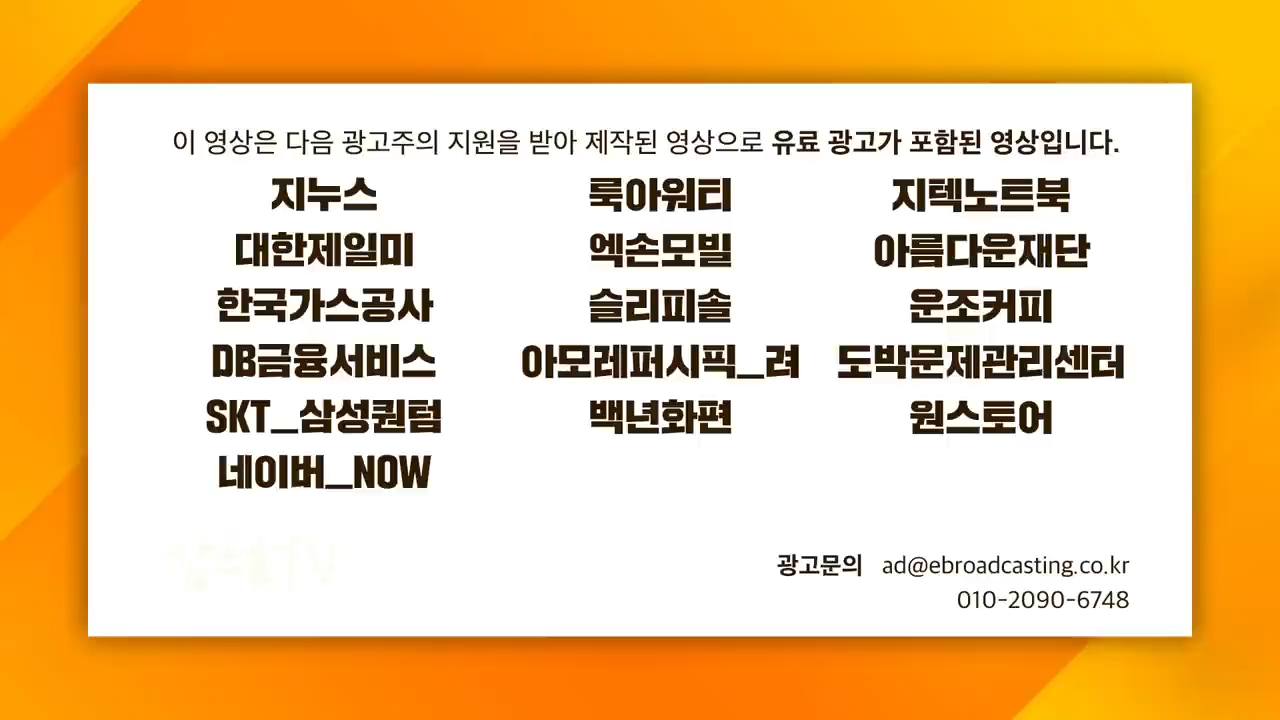 이 영상은 다음 광고주의 지원을 받아 제작된 영상으로 유료 광고가 포함된 영상입니다.
지누스 룩아워티 지텍노트북
대한제일미 엑손모빌 아름다운재단
한국가스공사 슬리피솔 운조커피
DB금융서비스 아모레퍼시픽_려 도박문제관리센터
SKT_삼성퀀텀 백년화편 원스토어
네이버_NOW
광고문의 ad@ebroadcasting.co.kr
010-2090-6748